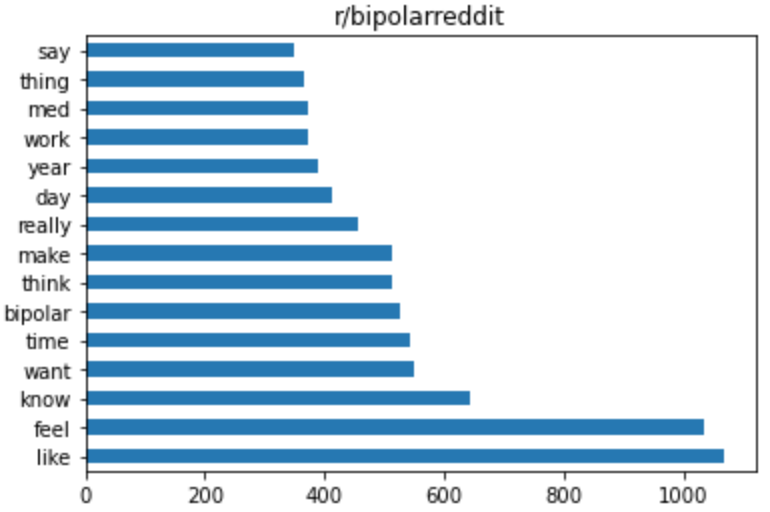 r/bipolarreddit
say
thing
med
work
year
day
really
make
think
bipolar
time
want
know
feel
like
0 200 400 600 800 1000